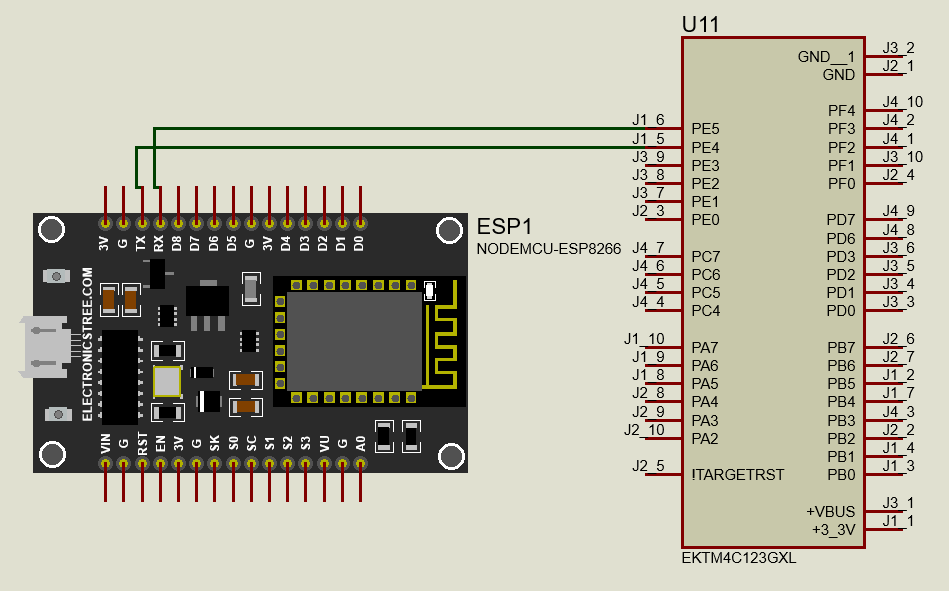 U11
GND__1 J3_2
GND J2_1
PF4 J4_10
J1_6 PE5 PF3 J4_2
J1_5 PE4 PF2 J4_1
J3_9 PE3 PF1 J3_10
J3_8 PE2 PF0 J2_4
J3_7 PE1
J2_3 PE0 PD7 J4_9
PD6 J4_8
J4_7 PC7 PD3 J3_6
J4_6 PC6 PD2 J3_5
J4_5 PC5 PD1 J3_4
J4_4 PC4 PD0 J3_3
J1_10 PA7 PB7 J2_6
J1_9 PA6 PB6 J2_7
J1_8 PA5 PB5 J1_2
J2_8 PA4 PB4 J1_7
J2_9 PA3 PB3 J4_3
J2_10 PA2 PB2 J2_2
PB1 J1_4
J2_5 !TARGETRST PB0 J1_3
+VBUS J3_1
+3_3V J1_1
EKTM4C123GXL
ESP1
NODEMCU-ESP8266
3V G TX RX D8 D7 D6 D5 G 3V D4 D3 D2 D1 D0
ELECTRONICSTREE.COM
VIN G RST EN 3V G SK S0 SC S1 S2 S3 VU G A0